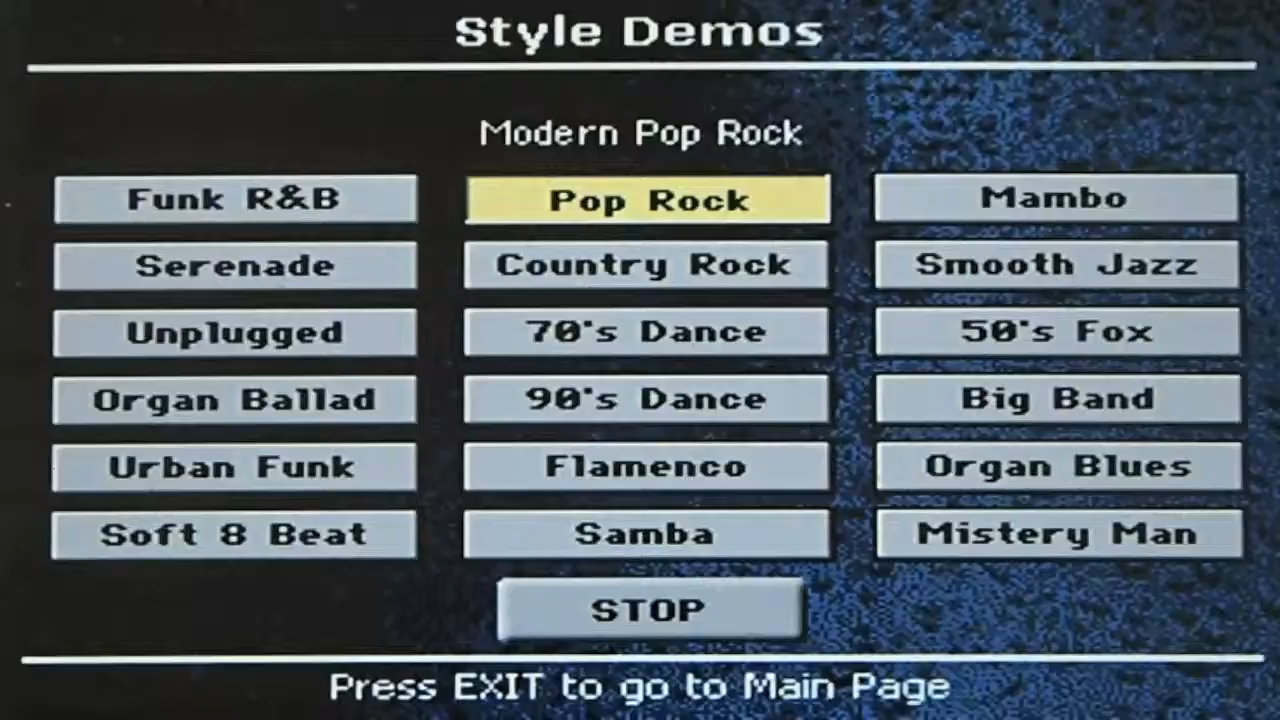 Style Demos
Modern Pop Rock
Funk R&B Pop Rock Mambo
Serenade Country Rock Smooth Jazz
Unplugged 70's Dance 50's Fox
Organ Ballad 90's Dance Big Band
Urban Funk Flamenco Organ Blues
Soft 8 Beat Samba Mistery Man
STOP
Press EXIT to go to Main Page